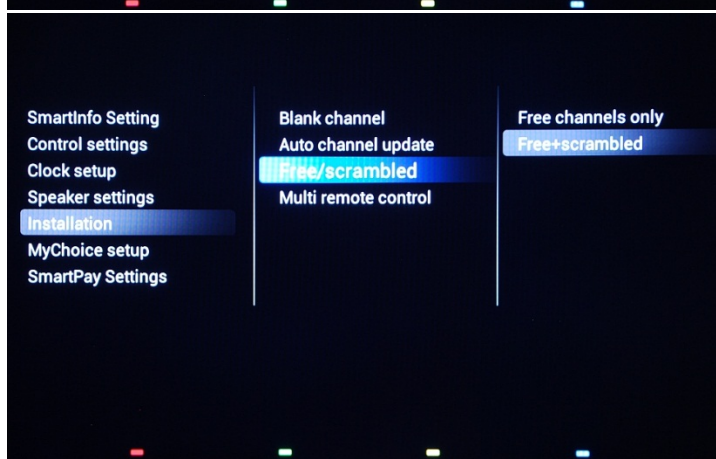 SmartInfo Setting
Control settings
Clock setup
Speaker settings
Installation
MyChoice setup
SmartPay Settings
Blank channel
Auto channel update
Free/scrambled
Multi remote control
Free channels only
Free+scrambled